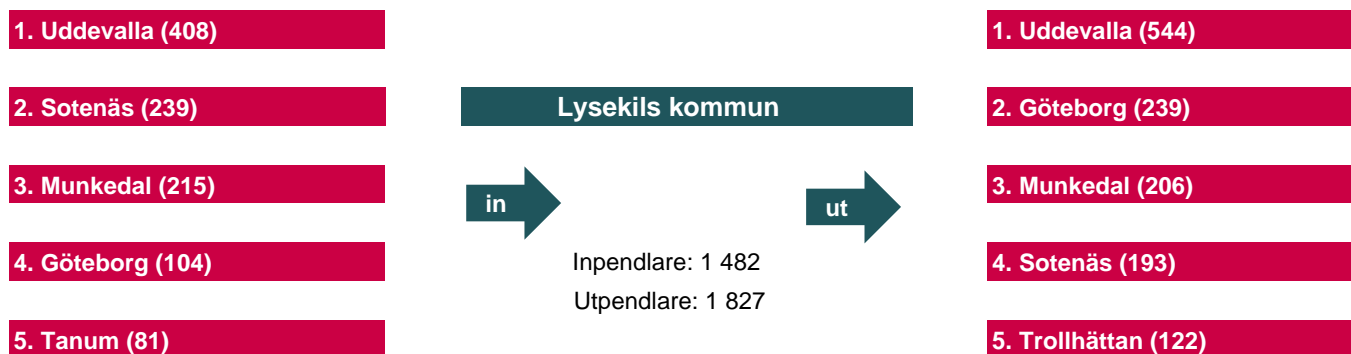 1. Uddevalla (408)
2. Sotenäs (239)
3. Munkedal (215)
4. Göteborg (104)
5. Tanum (81)
Lysekils kommun
in
ut
Inpendlare: 1 482
Utpendlare: 1 827
1. Uddevalla (544)
2. Göteborg (239)
3. Munkedal (206)
4. Sotenäs (193)
5. Trollhättan (122)